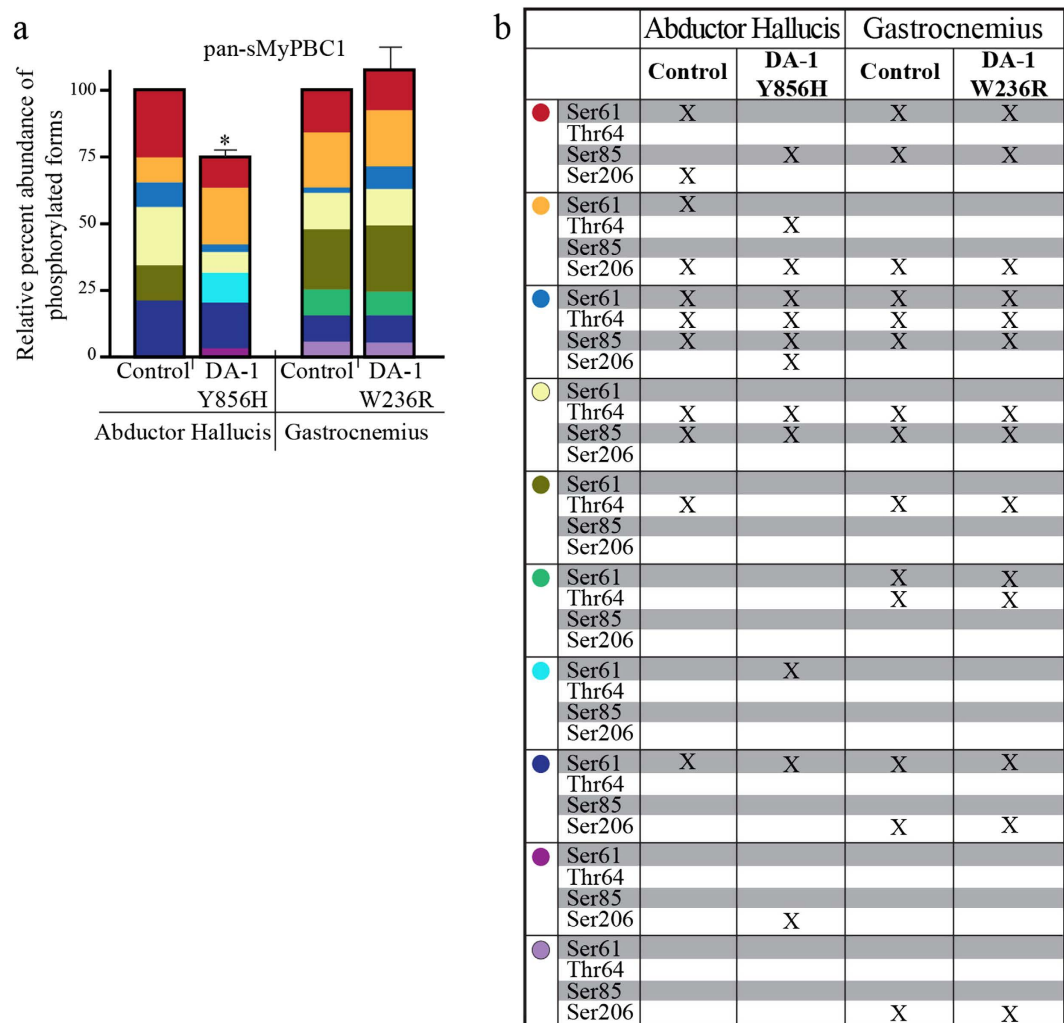 a
pan-sMyPBC1
Relative percent abundance of
phosphorylated forms
100
75
50
25
0
*
Control DA-1 Control DA-1
Y856H W236R
Abductor Hallucis Gastrocnemius
b
Abductor Hallucis Gastrocnemius
Control DA-1 Y856H Control DA-1 W236R
Ser61 X X X
Thr64
Ser85 X X X
Ser206 X
Ser61 X
Thr64 X
Ser85
Ser206 X X X X
Ser61 X X X X
Thr64 X X X X
Ser85 X X X X
Ser206 X
Ser61
Thr64 X X X X
Ser85 X X X X
Ser206
Ser61
Thr64 X X X
Ser85
Ser206
Ser61 X X
Thr64 X X
Ser85
Ser206
Ser61 X
Thr64
Ser85
Ser206
Ser61 X X X X
Thr64
Ser85
Ser206 X X
Ser61
Thr64
Ser85
Ser206 X
Ser61
Thr64
Ser85
Ser206 X X